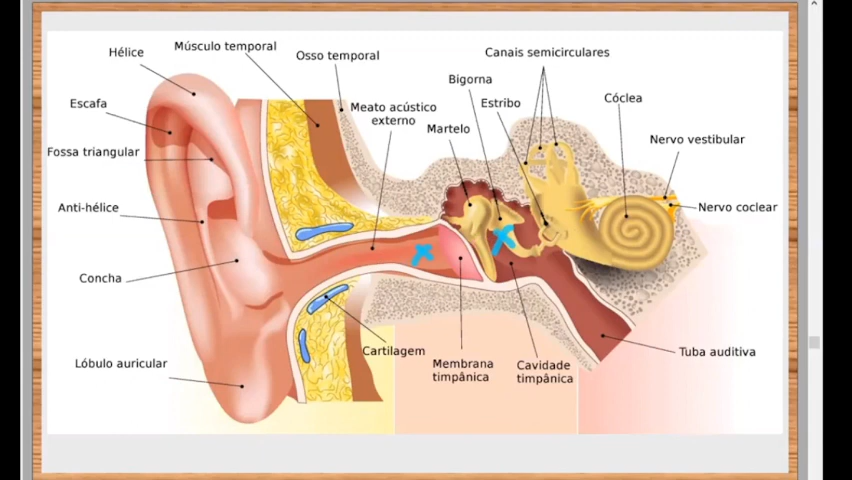 Hélice
Músculo temporal
Osso temporal
Canais semicirculares
Bigorna
Escafa
Meato acústico
externo
Estribo
Cóclea
Martelo
Nervo vestibular
Fossa triangular
Anti-hélice
Nervo coclear
Concha
Cartilagem
Tuba auditiva
Lóbulo auricular
Membrana
timpânica
Cavidade
timpânica